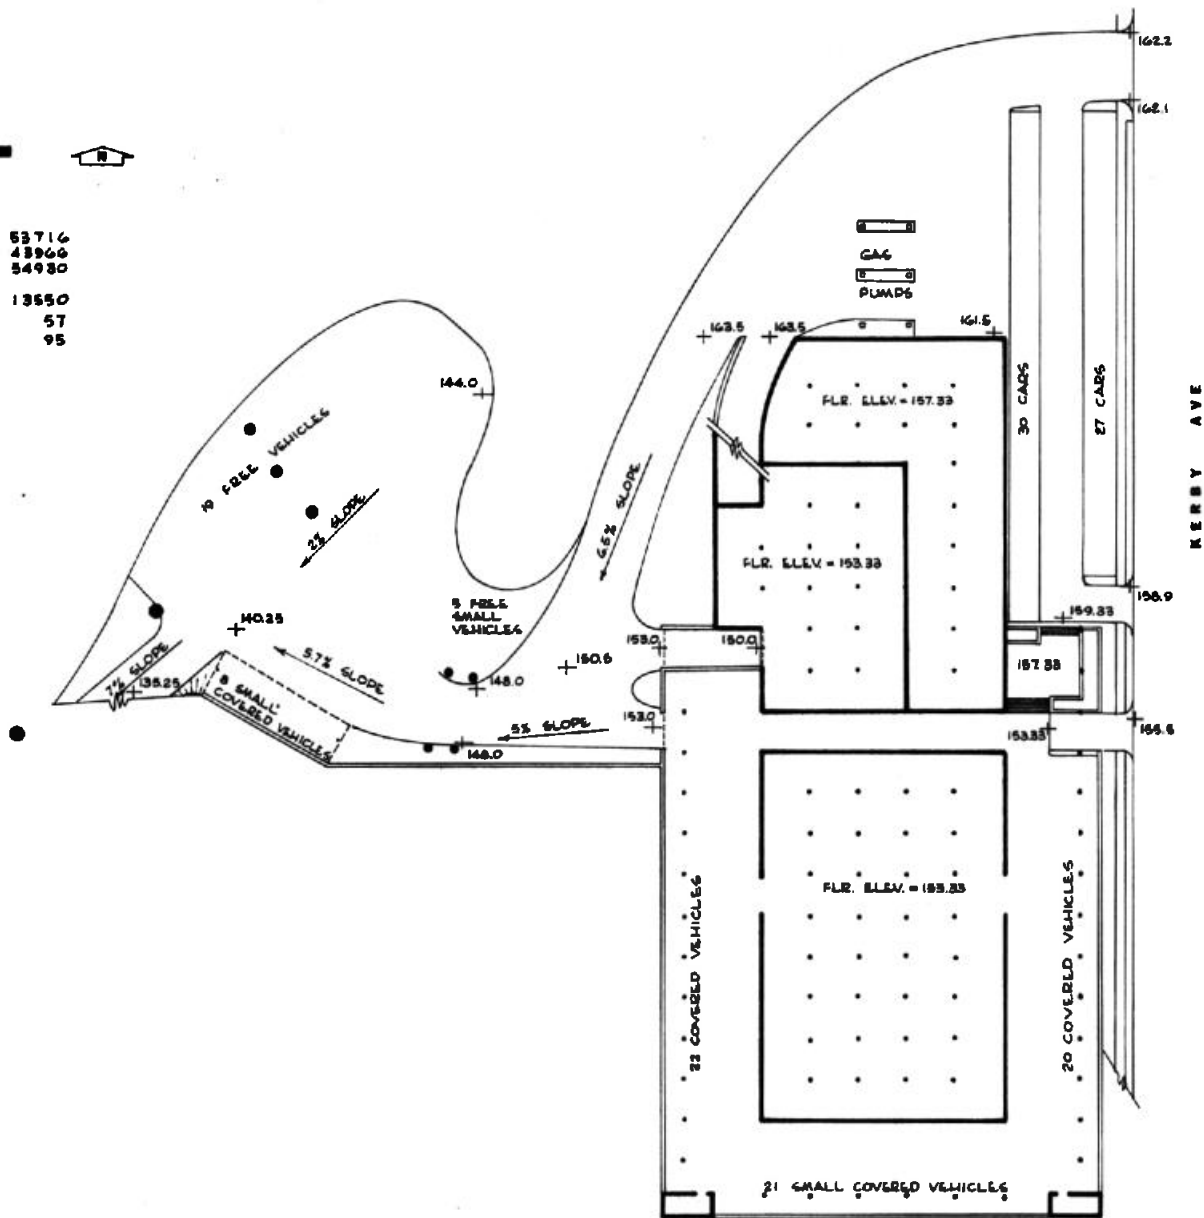 162.2
162.1
N
53716
43966
54930
13550
57
95
GAS
PUMPS
163.5
163.5
161.5
144.0
FLR. ELEV. = 157.33
30 CARS
27 CARS
KERBY AVE
19 FREE VEHICLES
2% SLOPE
6.5% SLOPE
FLR. ELEV. = 153.33
5 FREE
SMALL
VEHICLES
158.9
159.33
140.25
153.0
150.0
150.5
157.33
5.7% SLOPE
7% SLOPE
135.25
148.0
8 SMALL
COVERED VEHICLES
5% SLOPE
153.0
153.33
155.5
148.0
FLR. ELEV. = 153.33
22 COVERED VEHICLES
20 COVERED VEHICLES
21 SMALL COVERED VEHICLES